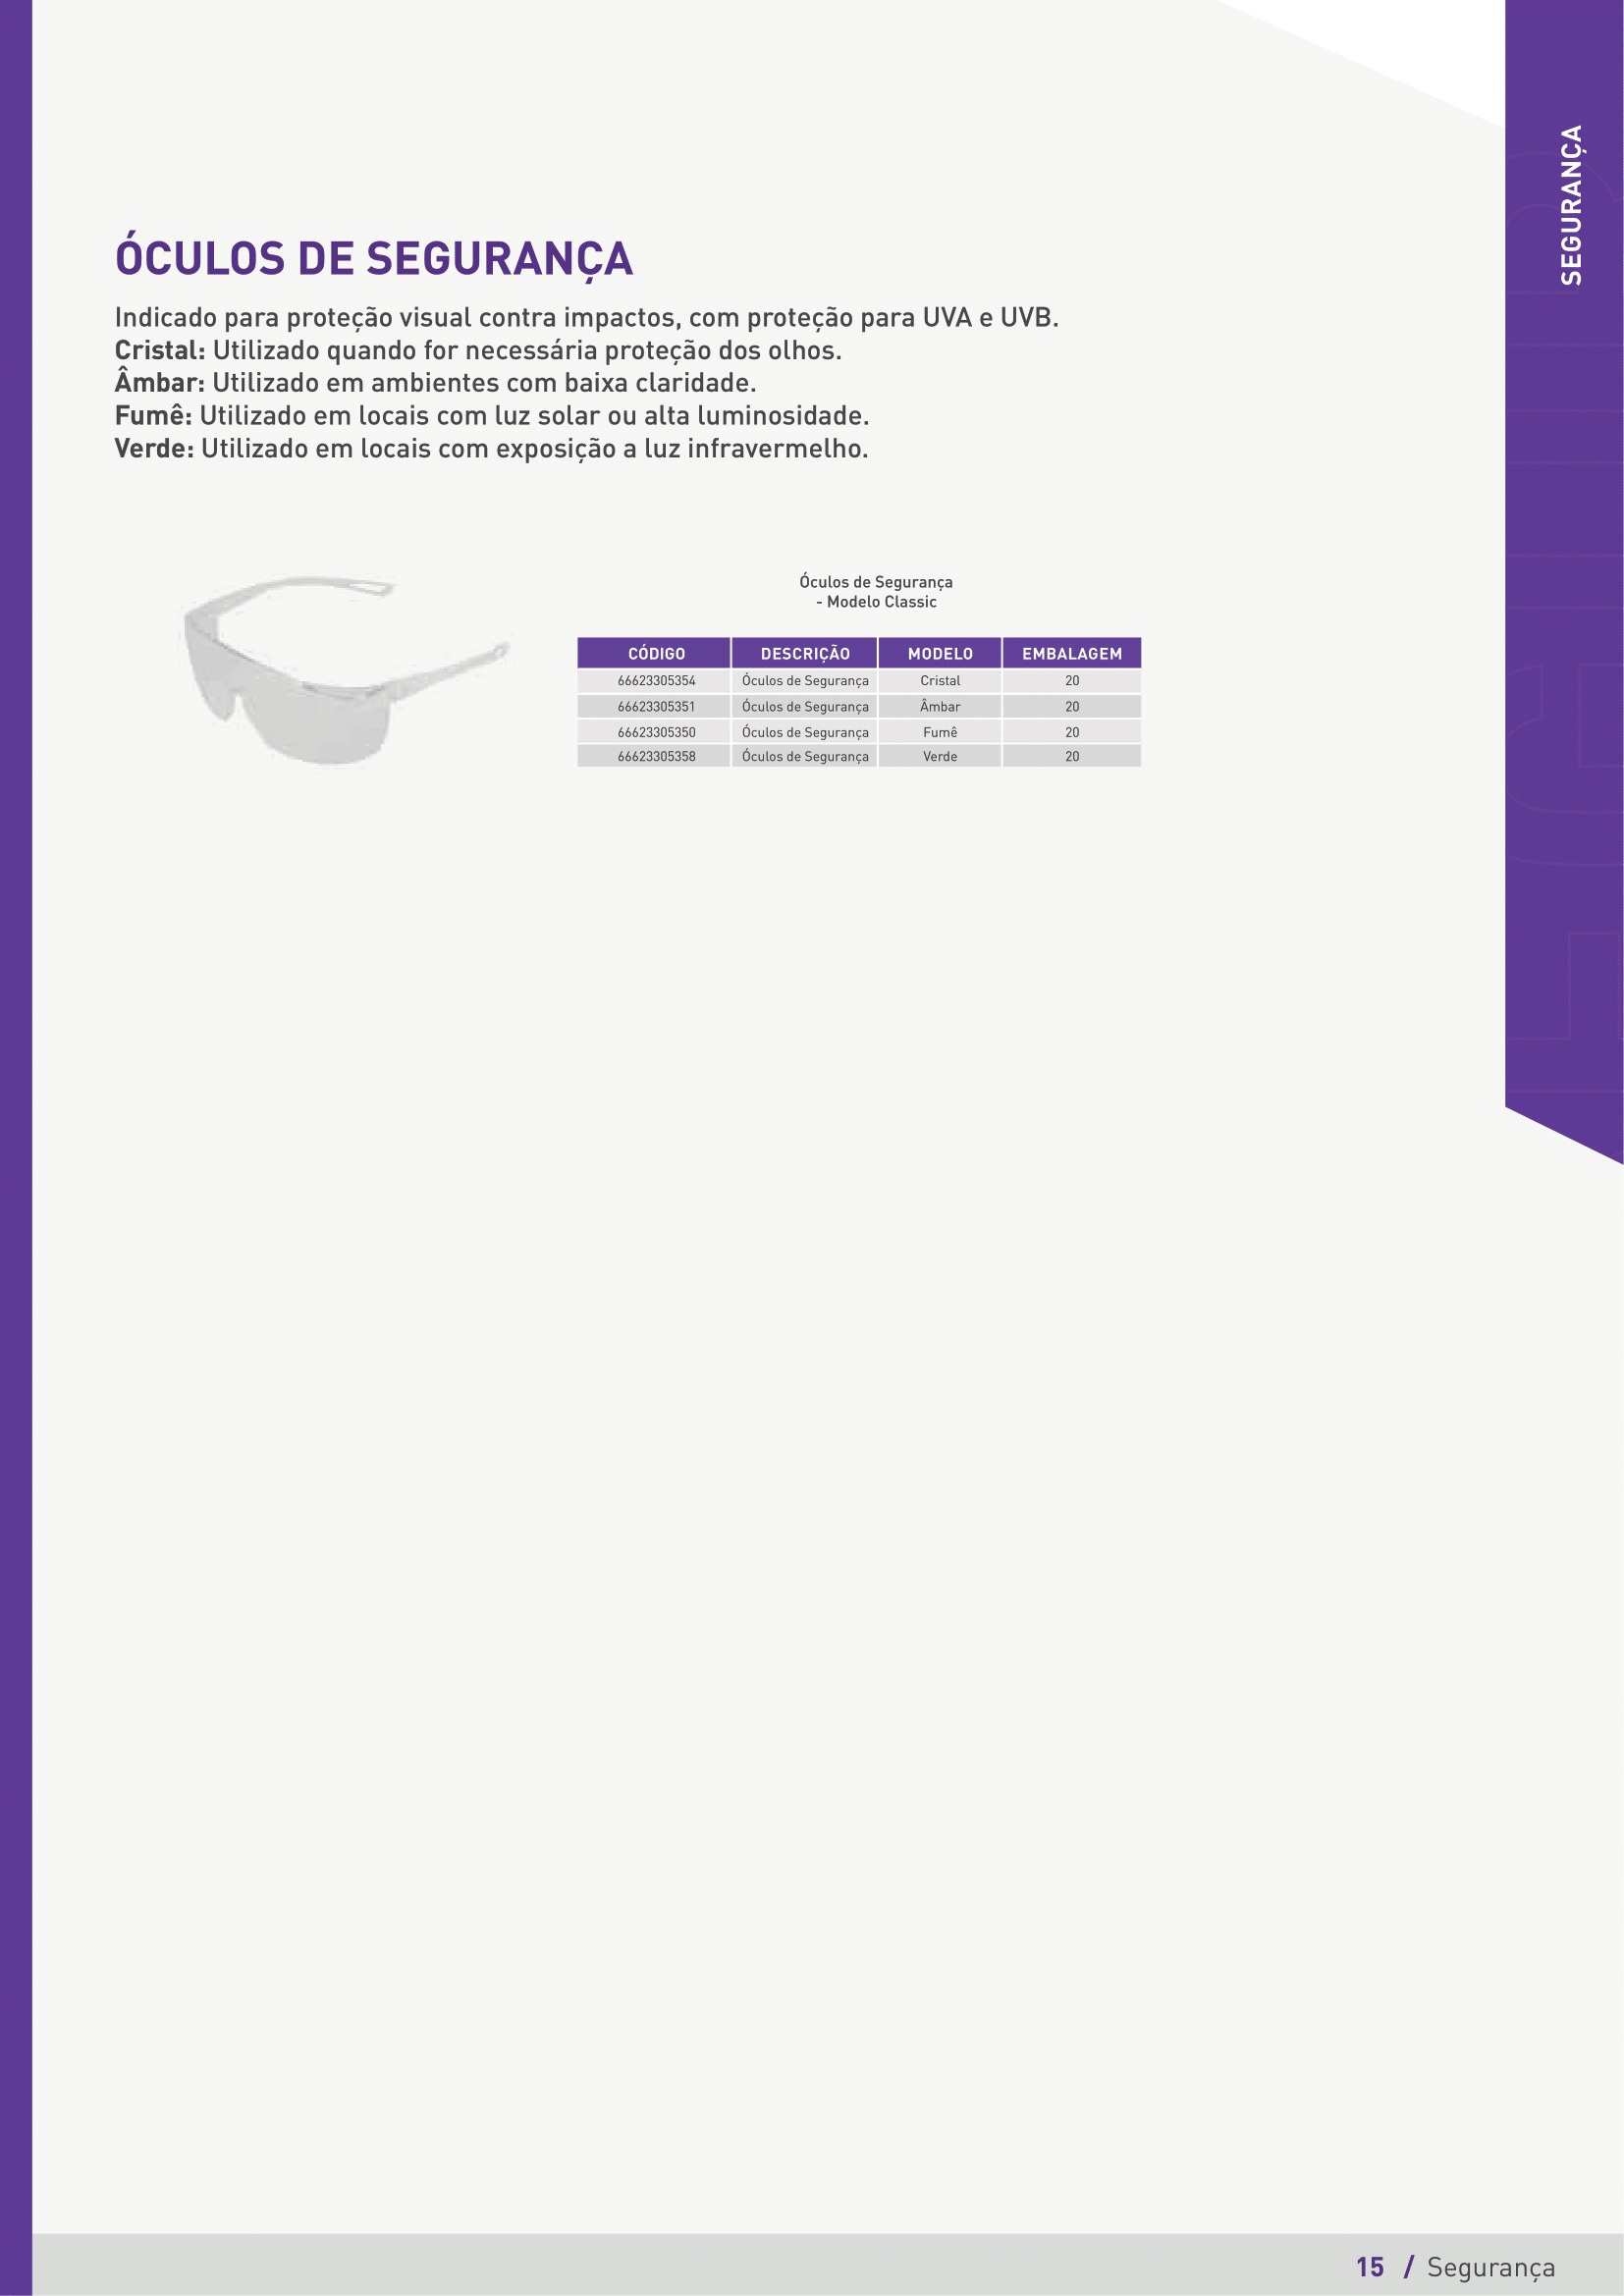 SEGURANÇA
ÓCULOS DE SEGURANÇA
Indicado para proteção visual contra impactos, com proteção para UVA e UVB.
Cristal: Utilizado quando for necessária proteção dos olhos.
Âmbar: Utilizado em ambientes com baixa claridade.
Fumê: Utilizado em locais com luz solar ou alta luminosidade.
Verde: Utilizado em locais com exposição a luz infravermelho.
Óculos de Segurança
- Modelo Classic
CÓDIGO DESCRIÇÃO MODELO EMBALAGEM
66623305354 Óculos de Segurança Cristal 20
66623305351 Óculos de Segurança Âmbar 20
66623305350 Óculos de Segurança Fumê 20
66623305358 Óculos de Segurança Verde 20
15 / Segurança